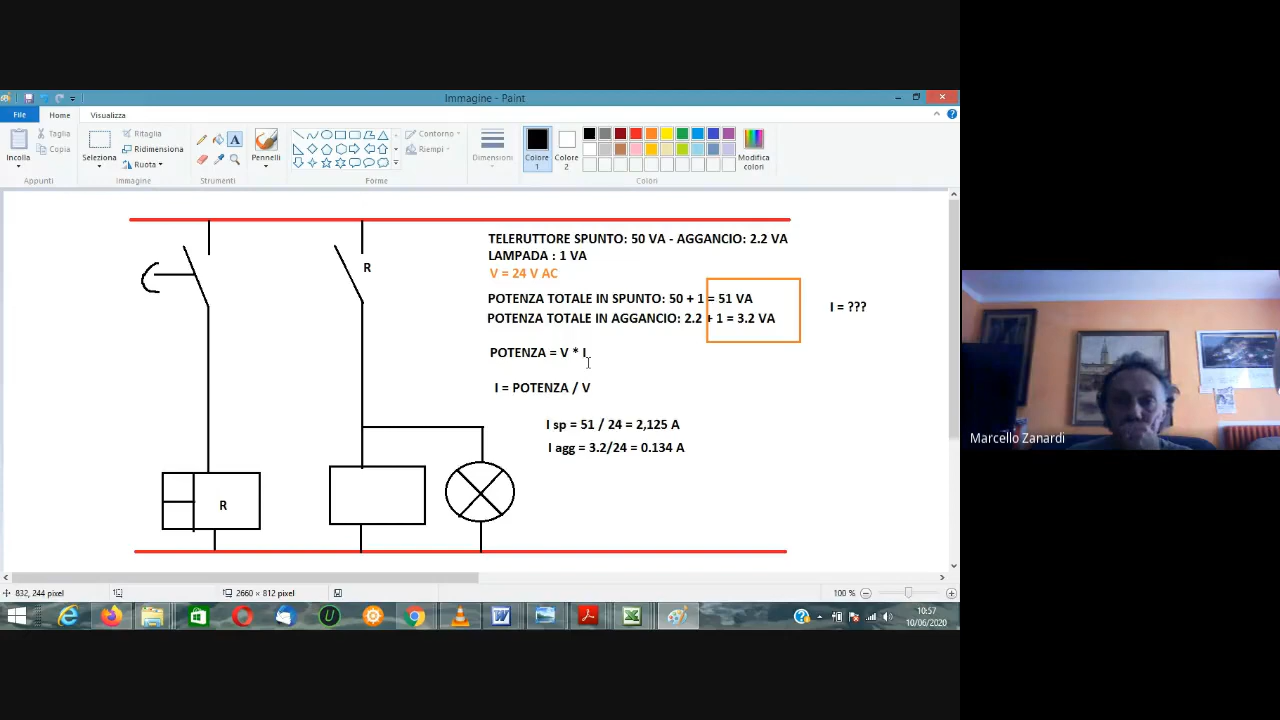 Immagine - Paint
File
Home
Visualizza
Incolla
Taglia
Copia
Appunti
Seleziona
Ritaglia
Ridimensiona
Ruota
Immagine
Strumenti
Pennelli
Forme
Contorno
Riempi
Dimensioni
Colore 1
Colore 2
Modifica colori
Colori
TELERUTTORE SPUNTO: 50 VA - AGGANCIO: 2.2 VA
LAMPADA : 1 VA
V = 24 V AC
POTENZA TOTALE IN SPUNTO: 50 + 1 = 51 VA
POTENZA TOTALE IN AGGANCIO: 2.2 + 1 = 3.2 VA
I = ???
POTENZA = V * I
I = POTENZA / V
I sp = 51 / 24 = 2,125 A
I agg = 3.2/24 = 0.134 A
R
R
Marcello Zanardi
832, 244 pixel
2660 × 812 pixel
100 %
10:57
10/06/2020